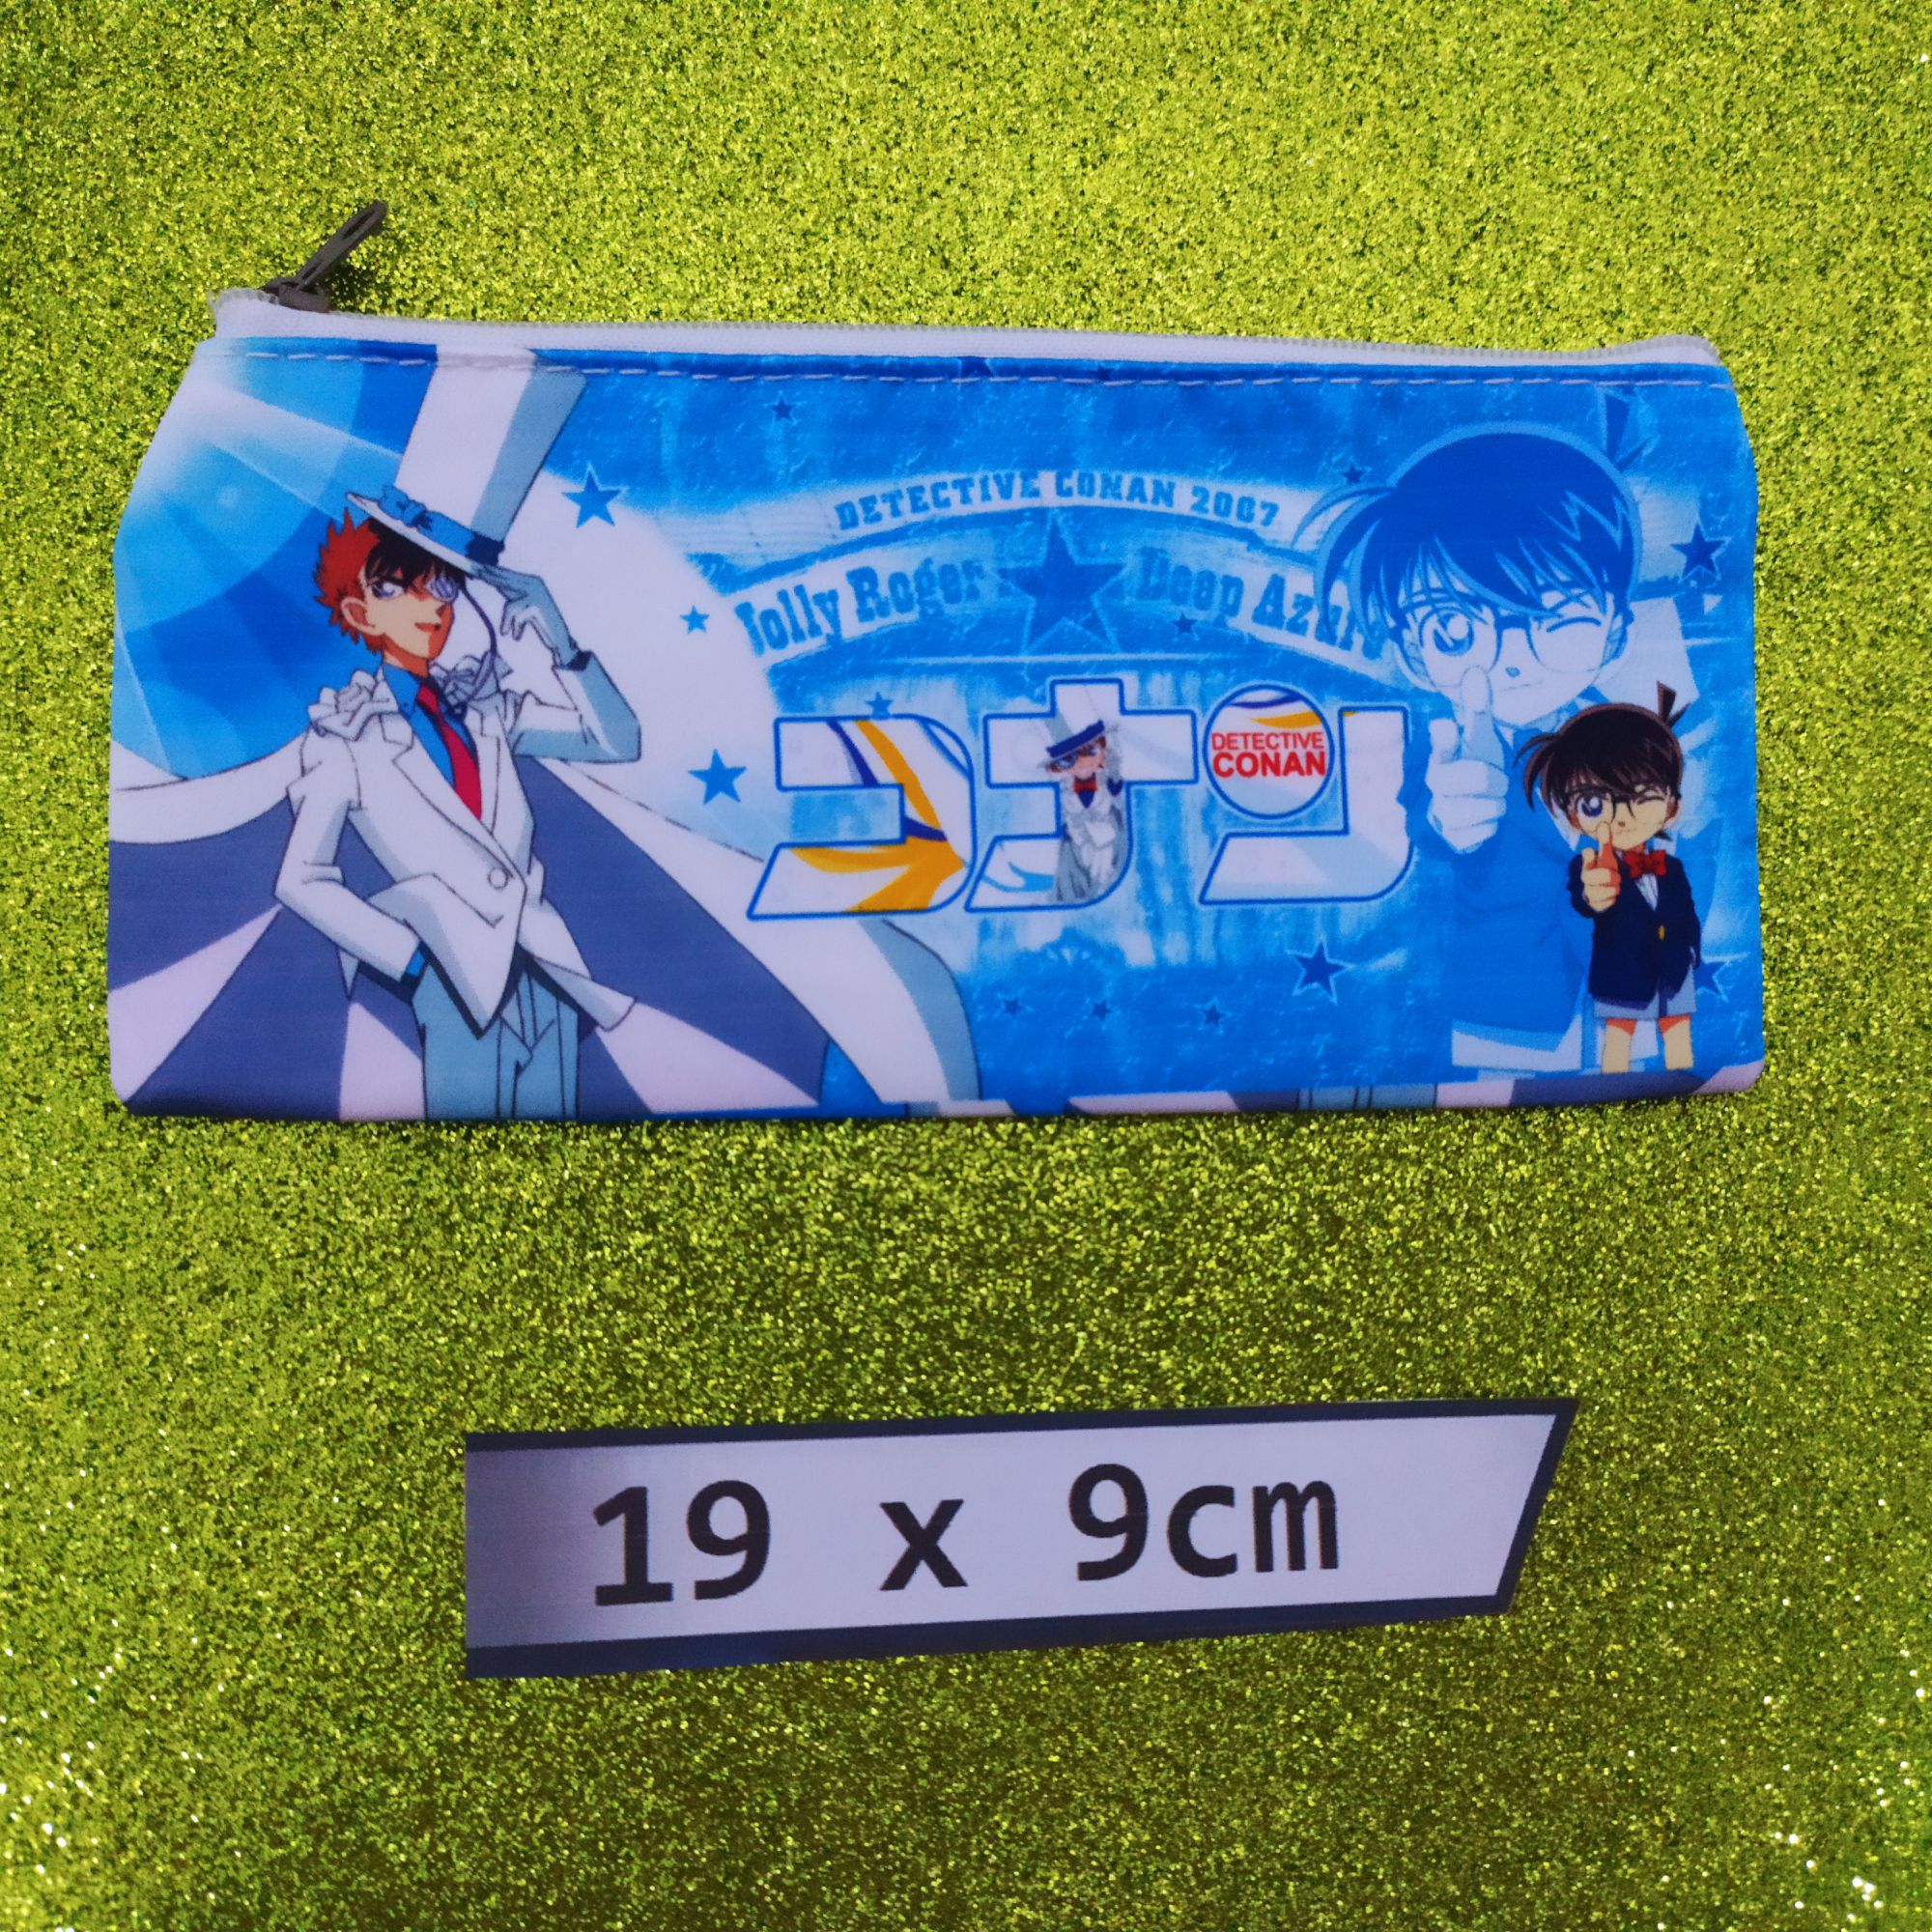 DETECTIVE CONAN 2007
Jolly Roger Deep Azure
コナン
DETECTIVE
CONAN
19 x 9cm